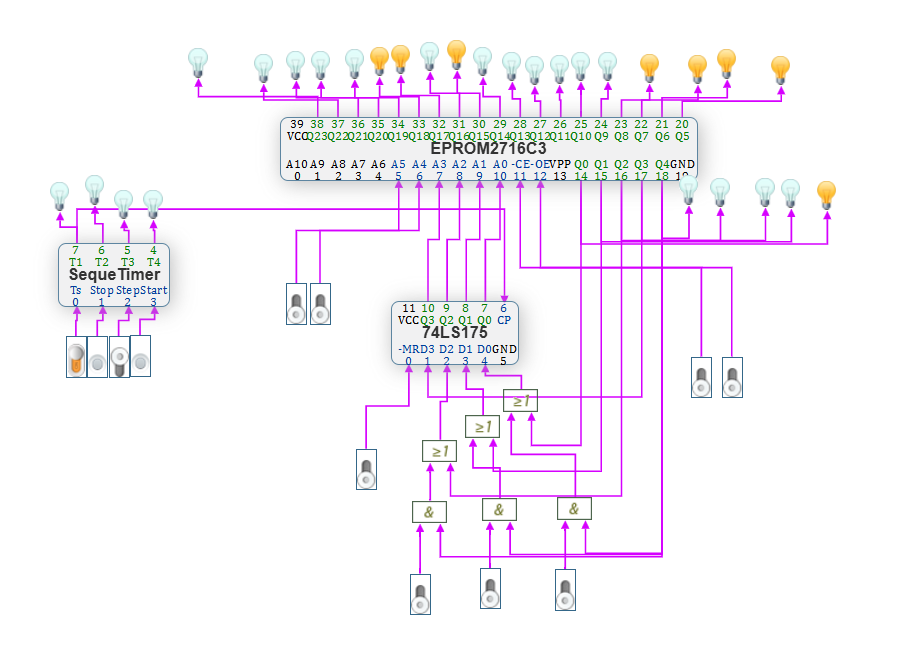 39 38 37 36 35 34 33 32 31 30 29 28 27 26 25 24 23 22 21 20
VCC Q23 Q22 Q21 Q20 Q19 Q18 Q17 Q16 Q15 Q14 Q13 Q12 Q11 Q10 Q9 Q8 Q7 Q6 Q5
EPROM2716C3
A10 A9 A8 A7 A6 A5 A4 A3 A2 A1 A0 -CE -OE VPP Q0 Q1 Q2 Q3 Q4 GND
0 1 2 3 4 5 6 7 8 9 10 11 12 13 14 15 16 17 18 19
7 6 5 4
T1 T2 T3 T4
SequeTimer
Ts Stop Step Start
0 1 2 3
11 10 9 8 7 6
VCC Q3 Q2 Q1 Q0 CP
74LS175
-MR D3 D2 D1 D0 GND
0 1 2 3 4 5
≥1
≥1
≥1
&
&
&